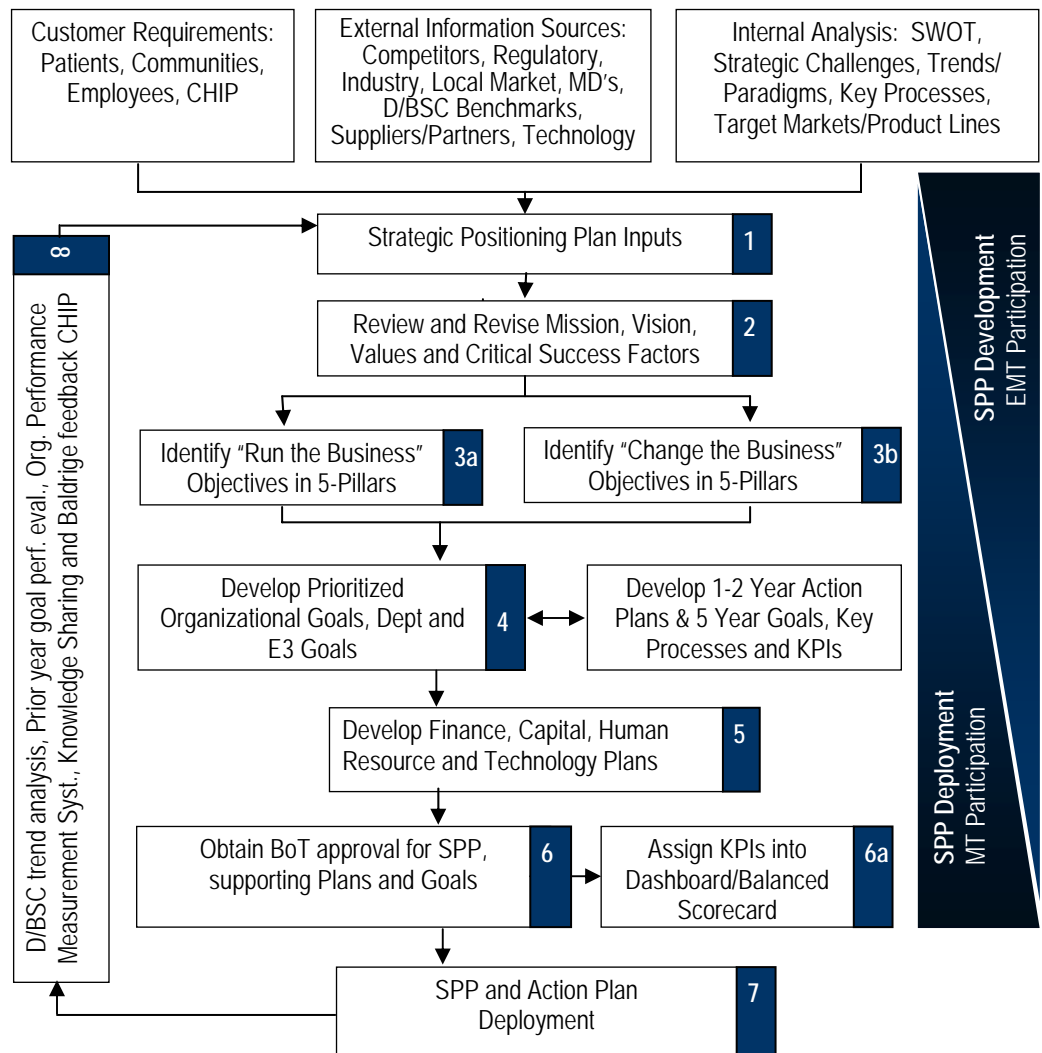 Customer Requirements:
Patients, Communities,
Employees, CHIP
External Information Sources:
Competitors, Regulatory,
Industry, Local Market, MD's,
D/BSC Benchmarks,
Suppliers/Partners, Technology
Internal Analysis: SWOT,
Strategic Challenges, Trends/
Paradigms, Key Processes,
Target Markets/Product Lines
Strategic Positioning Plan Inputs
1
Review and Revise Mission, Vision,
Values and Critical Success Factors
2
Identify "Run the Business"
Objectives in 5-Pillars
3a
Identify "Change the Business"
Objectives in 5-Pillars
3b
Develop Prioritized
Organizational Goals, Dept and
E3 Goals
4
Develop 1-2 Year Action
Plans & 5 Year Goals, Key
Processes and KPIs
Develop Finance, Capital, Human
Resource and Technology Plans
5
Obtain BoT approval for SPP,
supporting Plans and Goals
6
Assign KPIs into
Dashboard/Balanced
Scorecard
6a
SPP and Action Plan
Deployment
7
8
D/BSC trend analysis, Prior year goal perf. eval., Org. Performance
Measurement Syst., Knowledge Sharing and Baldrige feedback CHIP
SPP Development
EMT Participation
SPP Deployment
MT Participation